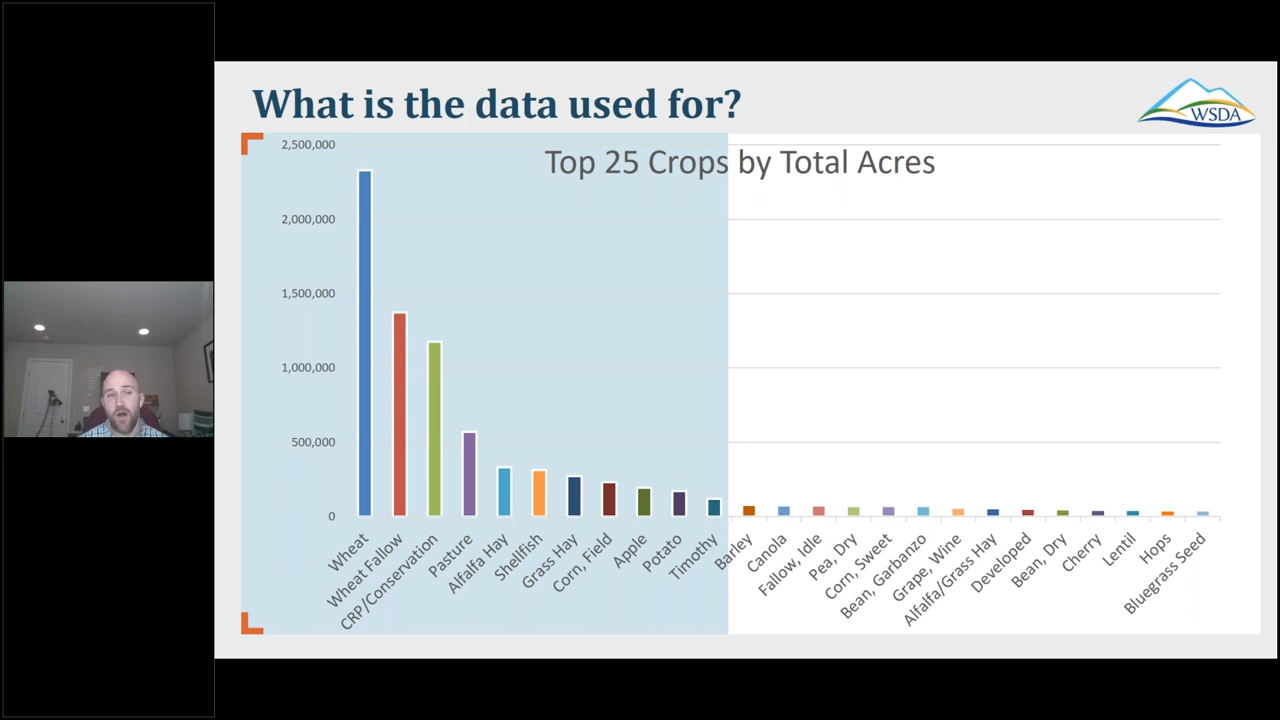 What is the data used for?
WSDA
Top 25 Crops by Total Acres
2,500,000
2,000,000
1,500,000
1,000,000
500,000
0
Wheat
Wheat Fallow
CRP/Conservation
Pasture
Alfalfa Hay
Shellfish
Grass Hay
Corn, Field
Apple
Potato
Timothy
Barley
Canola
Fallow, Idle
Pea, Dry
Corn, Sweet
Bean, Garbanzo
Grape, Wine
Alfalfa/Grass Hay
Developed
Bean, Dry
Cherry
Lentil
Hops
Bluegrass Seed